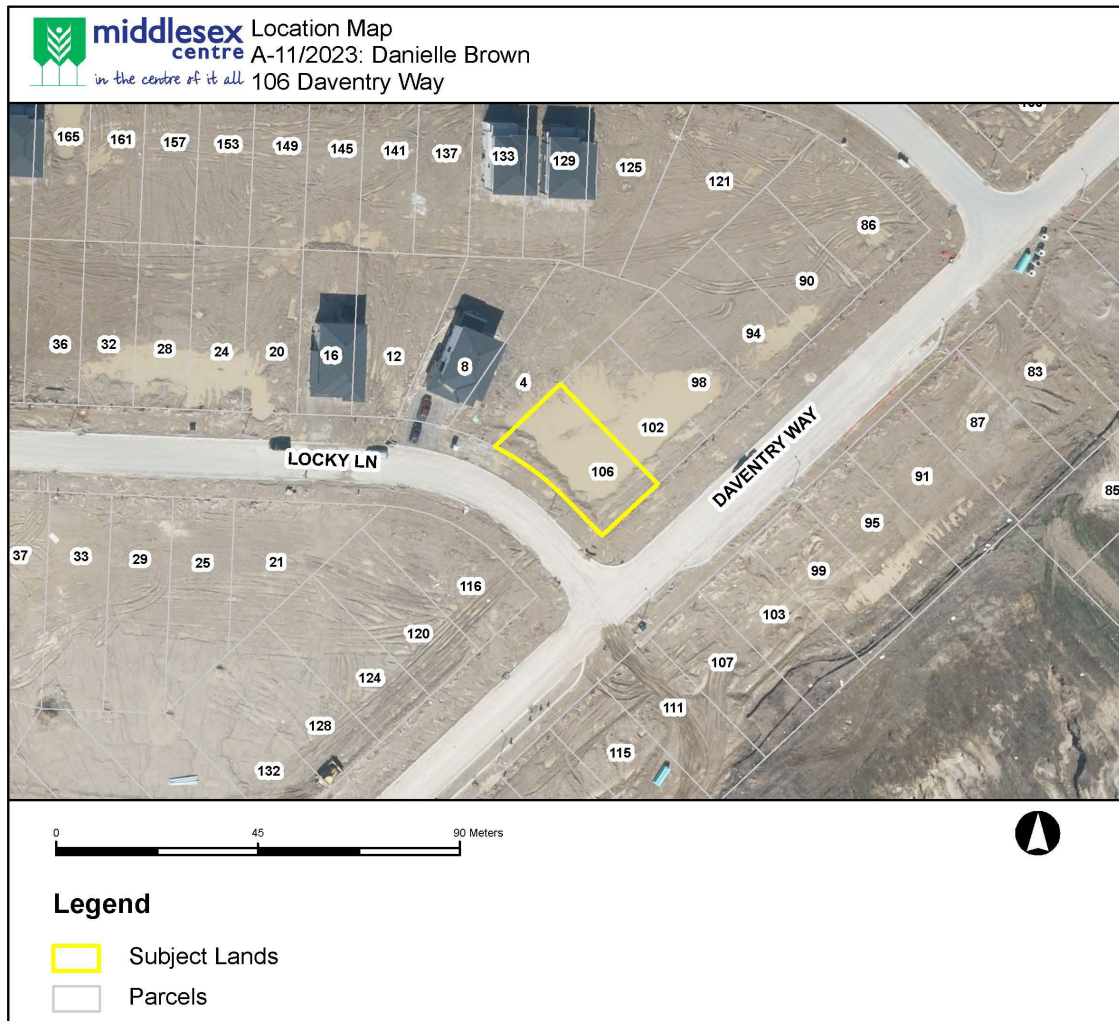 middlesex
centre
in the centre of it all
Location Map
A-11/2023: Danielle Brown
106 Daventry Way
165 161 157 153 149 145 141 137 133 129 125 121
86
90
94
98
102
106
36 32 28 24 20 16 12 8 4
LOCKY LN
DAVENTRY WAY
83
87
91
85
95
99
103
107
111
115
37 33 29 25 21
116
120
124
128
132
0 45 90 Meters
Legend
Subject Lands
Parcels